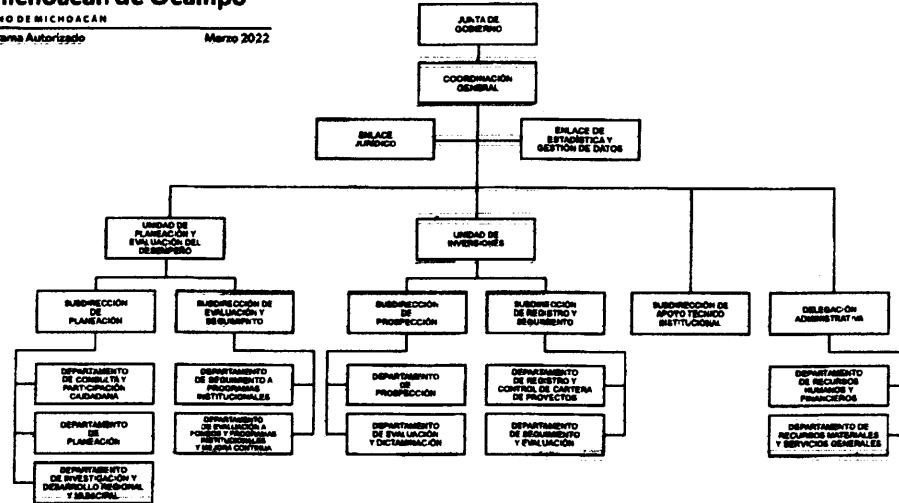 Michoacán de Ocampo
NO DE MICHOACÁN
ama Autorizado
Marzo 2022
JUNTA DE
GOBIERNO
COORDINACIÓN
GENERAL
ENLACE
JURÍDICO
ENLACE DE
ESTADÍSTICA Y
GESTIÓN DE DATOS
UNIDAD DE
PLANEACIÓN Y
EVALUACIÓN DEL
DESEMPEÑO
UNIDAD DE
INVERSIONES
SUBDIRECCIÓN
DE
PLANEACIÓN
SUBDIRECCIÓN DE
EVALUACIÓN Y
SEGUIMIENTO
SUBDIRECCIÓN
DE
PROSPECCIÓN
SUBDIRECCIÓN
DE REGISTRO Y
SEGUIMIENTO
SUBDIRECCIÓN DE
APOYO TÉCNICO
INSTITUCIONAL
DELEGACIÓN
ADMINISTRATIVA
DEPARTAMENTO
DE CONSULTA Y
PARTICIPACIÓN
CIUDADANA
DEPARTAMENTO
DE SEGUIMIENTO A
PROGRAMAS
INSTITUCIONALES
DEPARTAMENTO
DE
PROSPECCIÓN
DEPARTAMENTO
DE REGISTRO Y
CONTROL DE CARTERA
DE PROYECTOS
DEPARTAMENTO
DE RECURSOS
HUMANOS Y
FINANCIEROS
DEPARTAMENTO
DE
PLANEACIÓN
DEPARTAMENTO
DE EVALUACIÓN A
FONDOS Y PROGRAMAS
INSTITUCIONALES
Y MEJORA CONTINUA
DEPARTAMENTO
DE EVALUACIÓN
Y DICTAMINACIÓN
DEPARTAMENTO
DE SEGUIMIENTO
Y EVALUACIÓN
DEPARTAMENTO DE
RECURSOS MATERIALES
Y SERVICIOS GENERALES
DEPARTAMENTO
DE INVESTIGACIÓN Y
DESARROLLO REGIONAL
Y MUNICIPAL